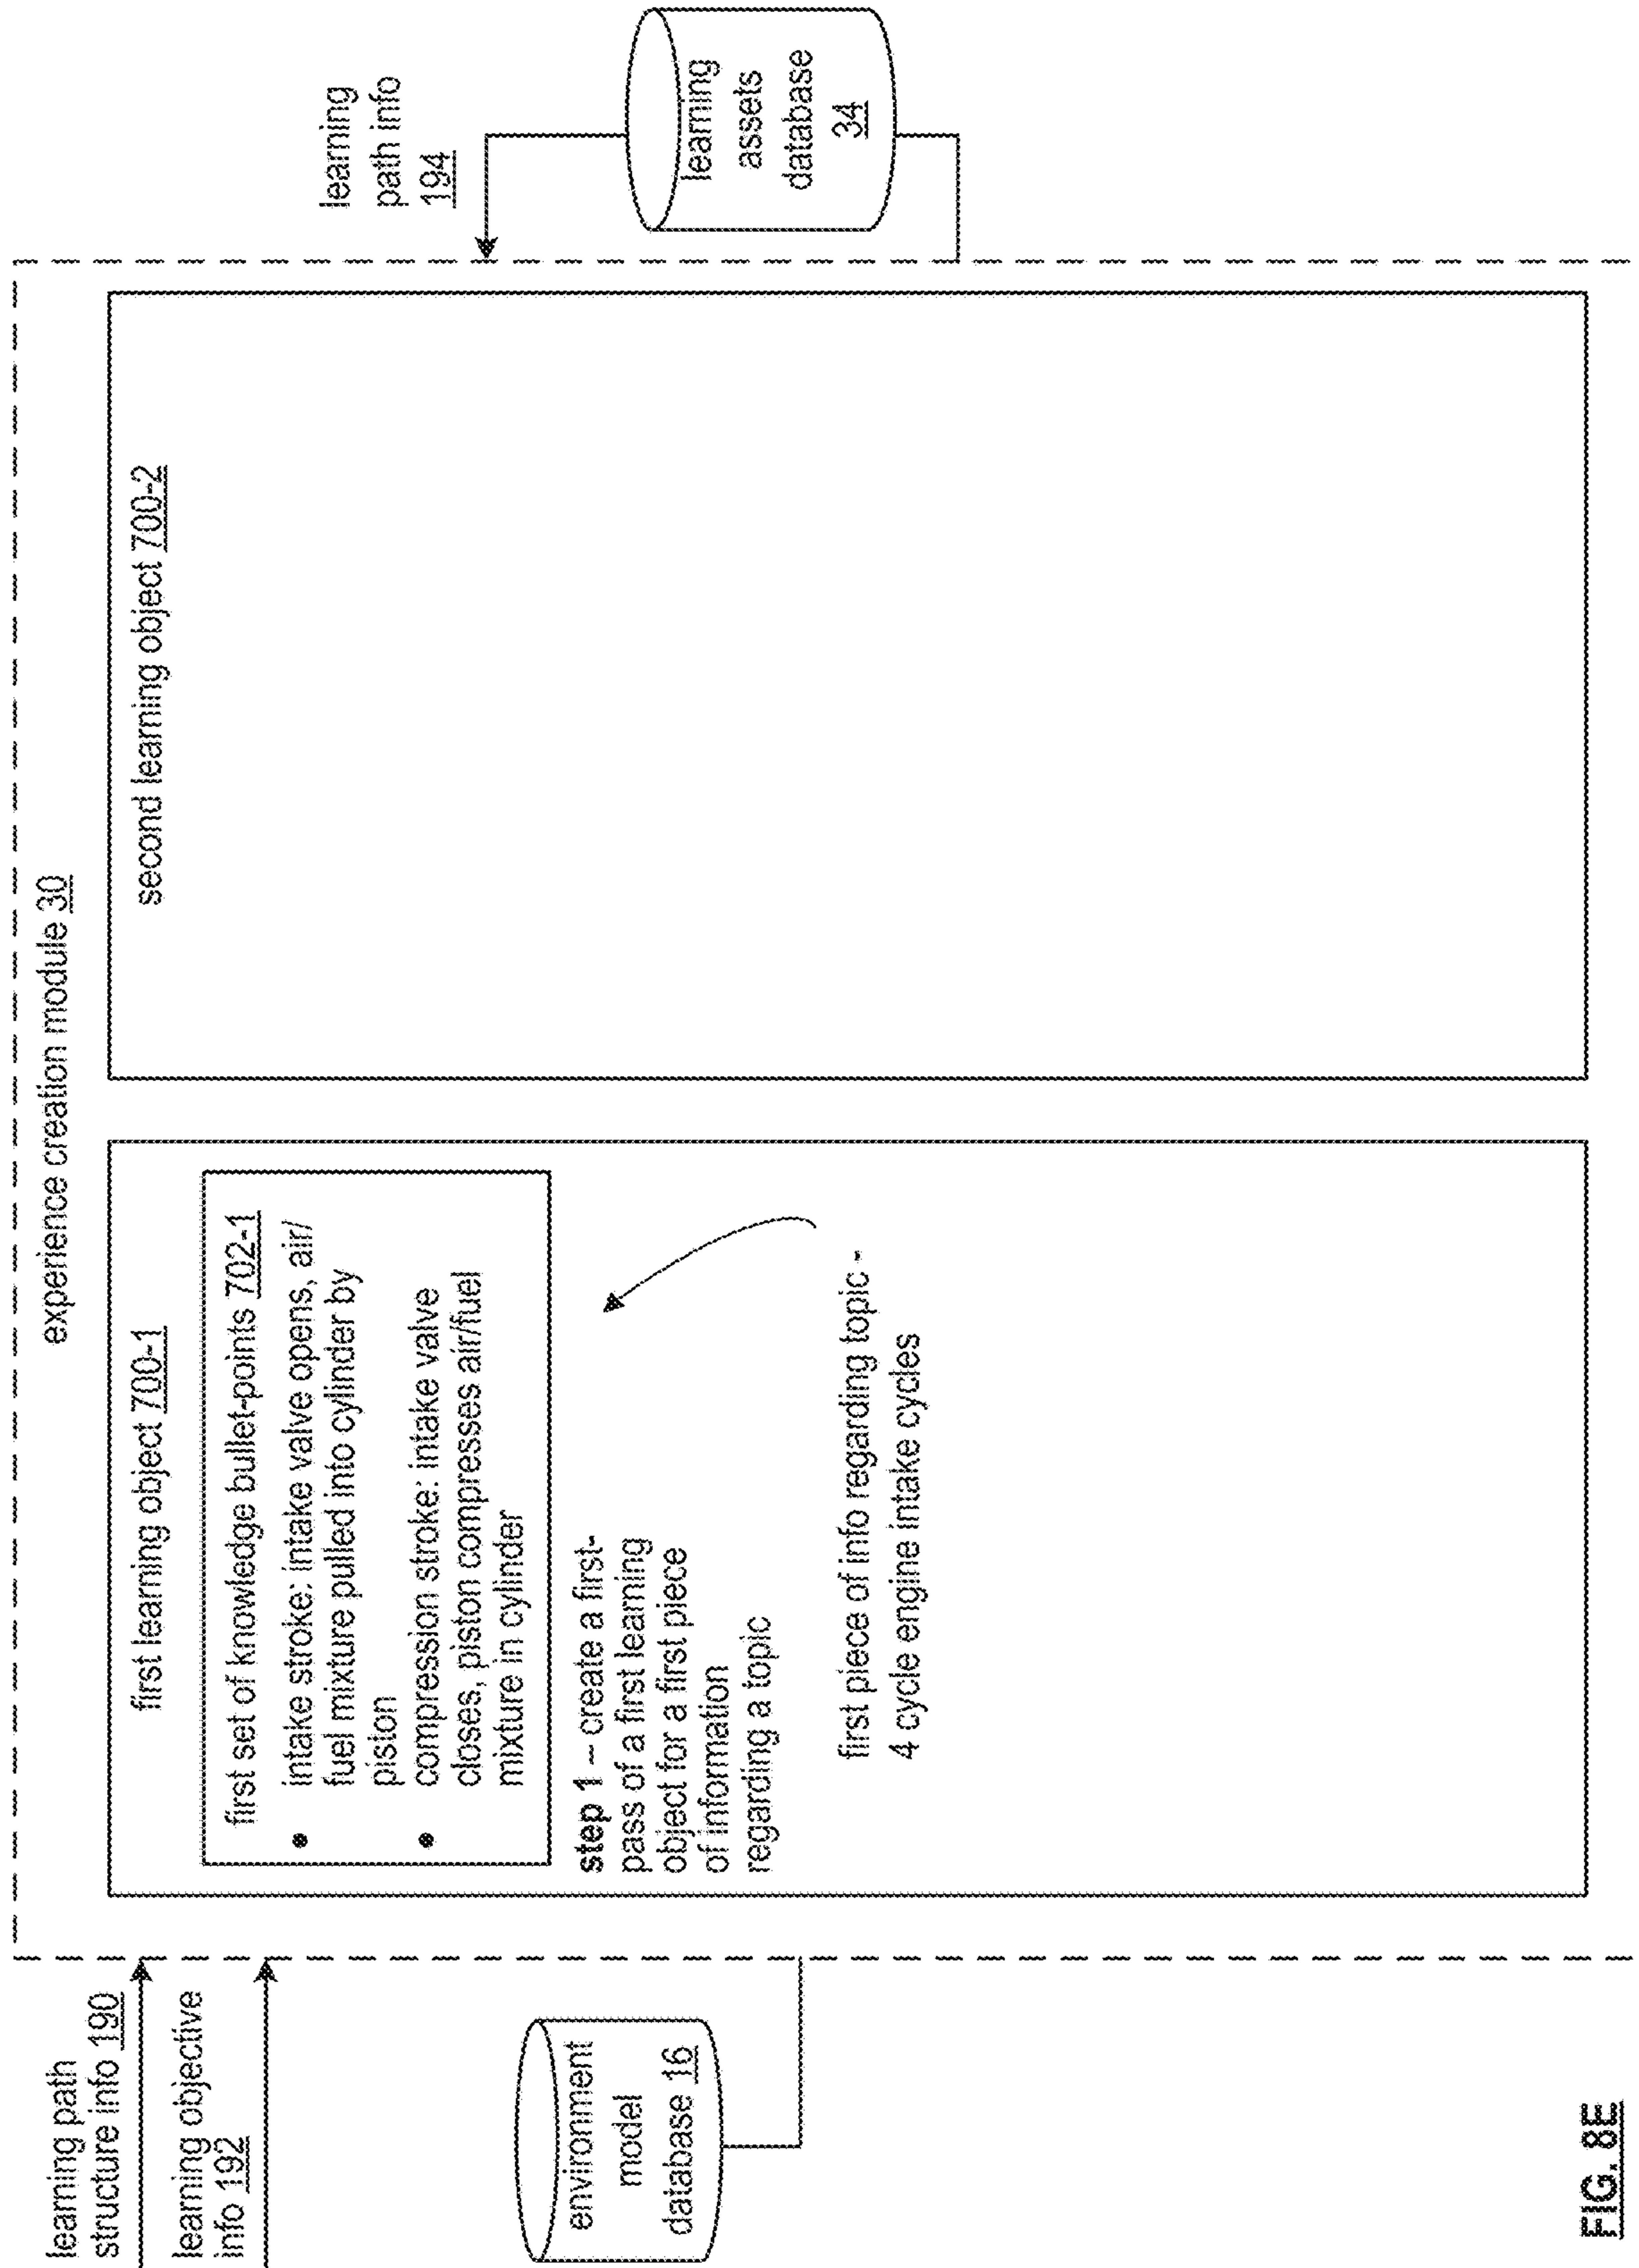 experience creation module 30
learning path
structure info 190
learning objective
info 192
environment
model
database 16
first learning object 700-1
first set of knowledge bullet-points 702-1
• intake stroke: intake valve opens, air/
fuel mixture pulled into cylinder by
piston
• compression stroke: intake valve
closes, piston compresses air/fuel
mixture in cylinder
step 1 – create a first-
pass of a first learning
object for a first piece
of information
regarding a topic
first piece of info regarding topic -
4 cycle engine intake cycles
second learning object 700-2
learning
path info
194
learning
assets
database
34
FIG. 8E